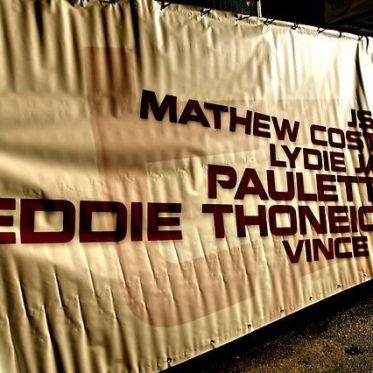 JS
MATHEW COST
LYDIE JA
PAULETT
EDDIE THONEIC
VINCE